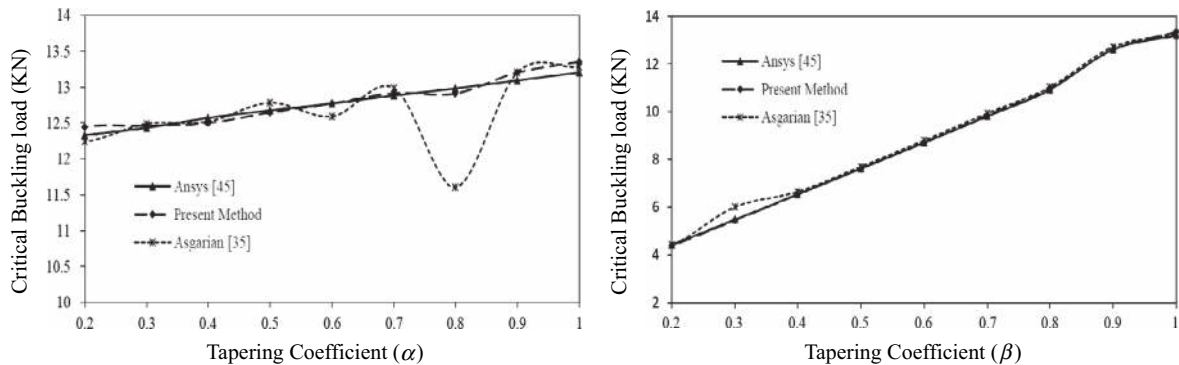 Critical Buckling load (KN)
14
13.5
13
12.5
12
11.5
11
10.5
10
Ansys [45]
Present Method
Asgarian [35]
0.2 0.3 0.4 0.5 0.6 0.7 0.8 0.9 1
Tapering Coefficient (α)
Critical Buckling load (KN)
14
12
10
8
6
4
2
Ansys [45]
Present Method
Asgarian [35]
0.2 0.3 0.4 0.5 0.6 0.7 0.8 0.9 1
Tapering Coefficient (β)